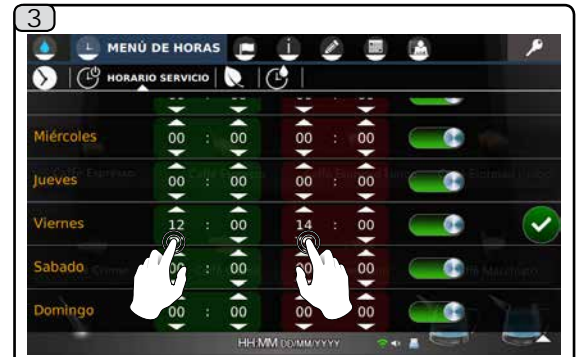 3
MENÚ DE HORAS
HORARIO SERVICIO
Miércoles 00 : 00 00 : 00
Jueves 00 : 00 00 : 00
Viernes 12 : 00 14 : 00
Sabado 00 : 00 00 : 00
Domingo 00 : 00 00 : 00
HH:MM DD/MM/YYYY